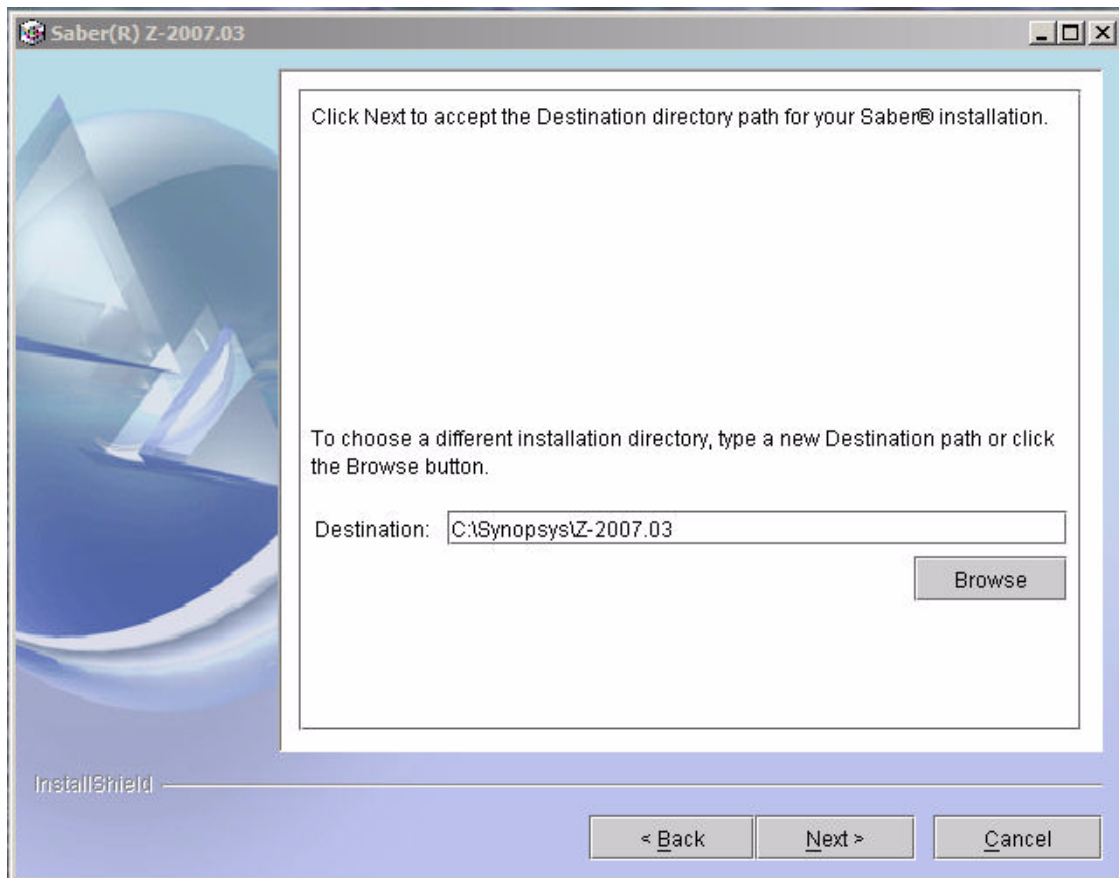 Saber(R) Z-2007.03
Click Next to accept the Destination directory path for your Saber® installation.
To choose a different installation directory, type a new Destination path or click
the Browse button.
Destination: C:\Synopsys\Z-2007.03
Browse
InstallShield
< Back Next > Cancel